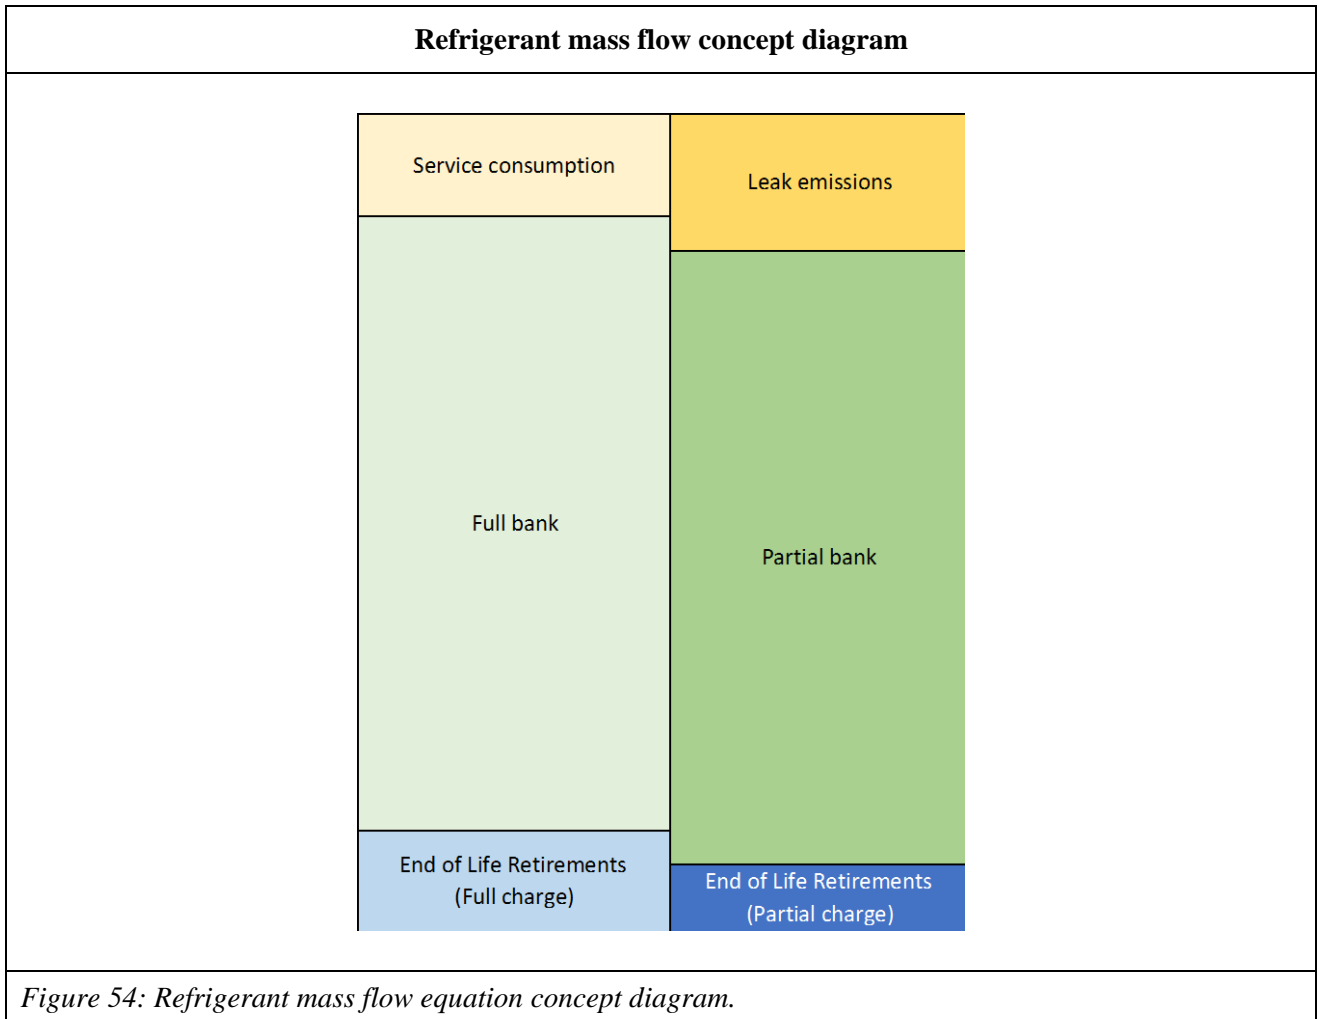 Refrigerant mass flow concept diagram
Service consumption
Leak emissions
Full bank
Partial bank
End of Life Retirements
(Full charge)
End of Life Retirements
(Partial charge)
Figure 54: Refrigerant mass flow equation concept diagram.